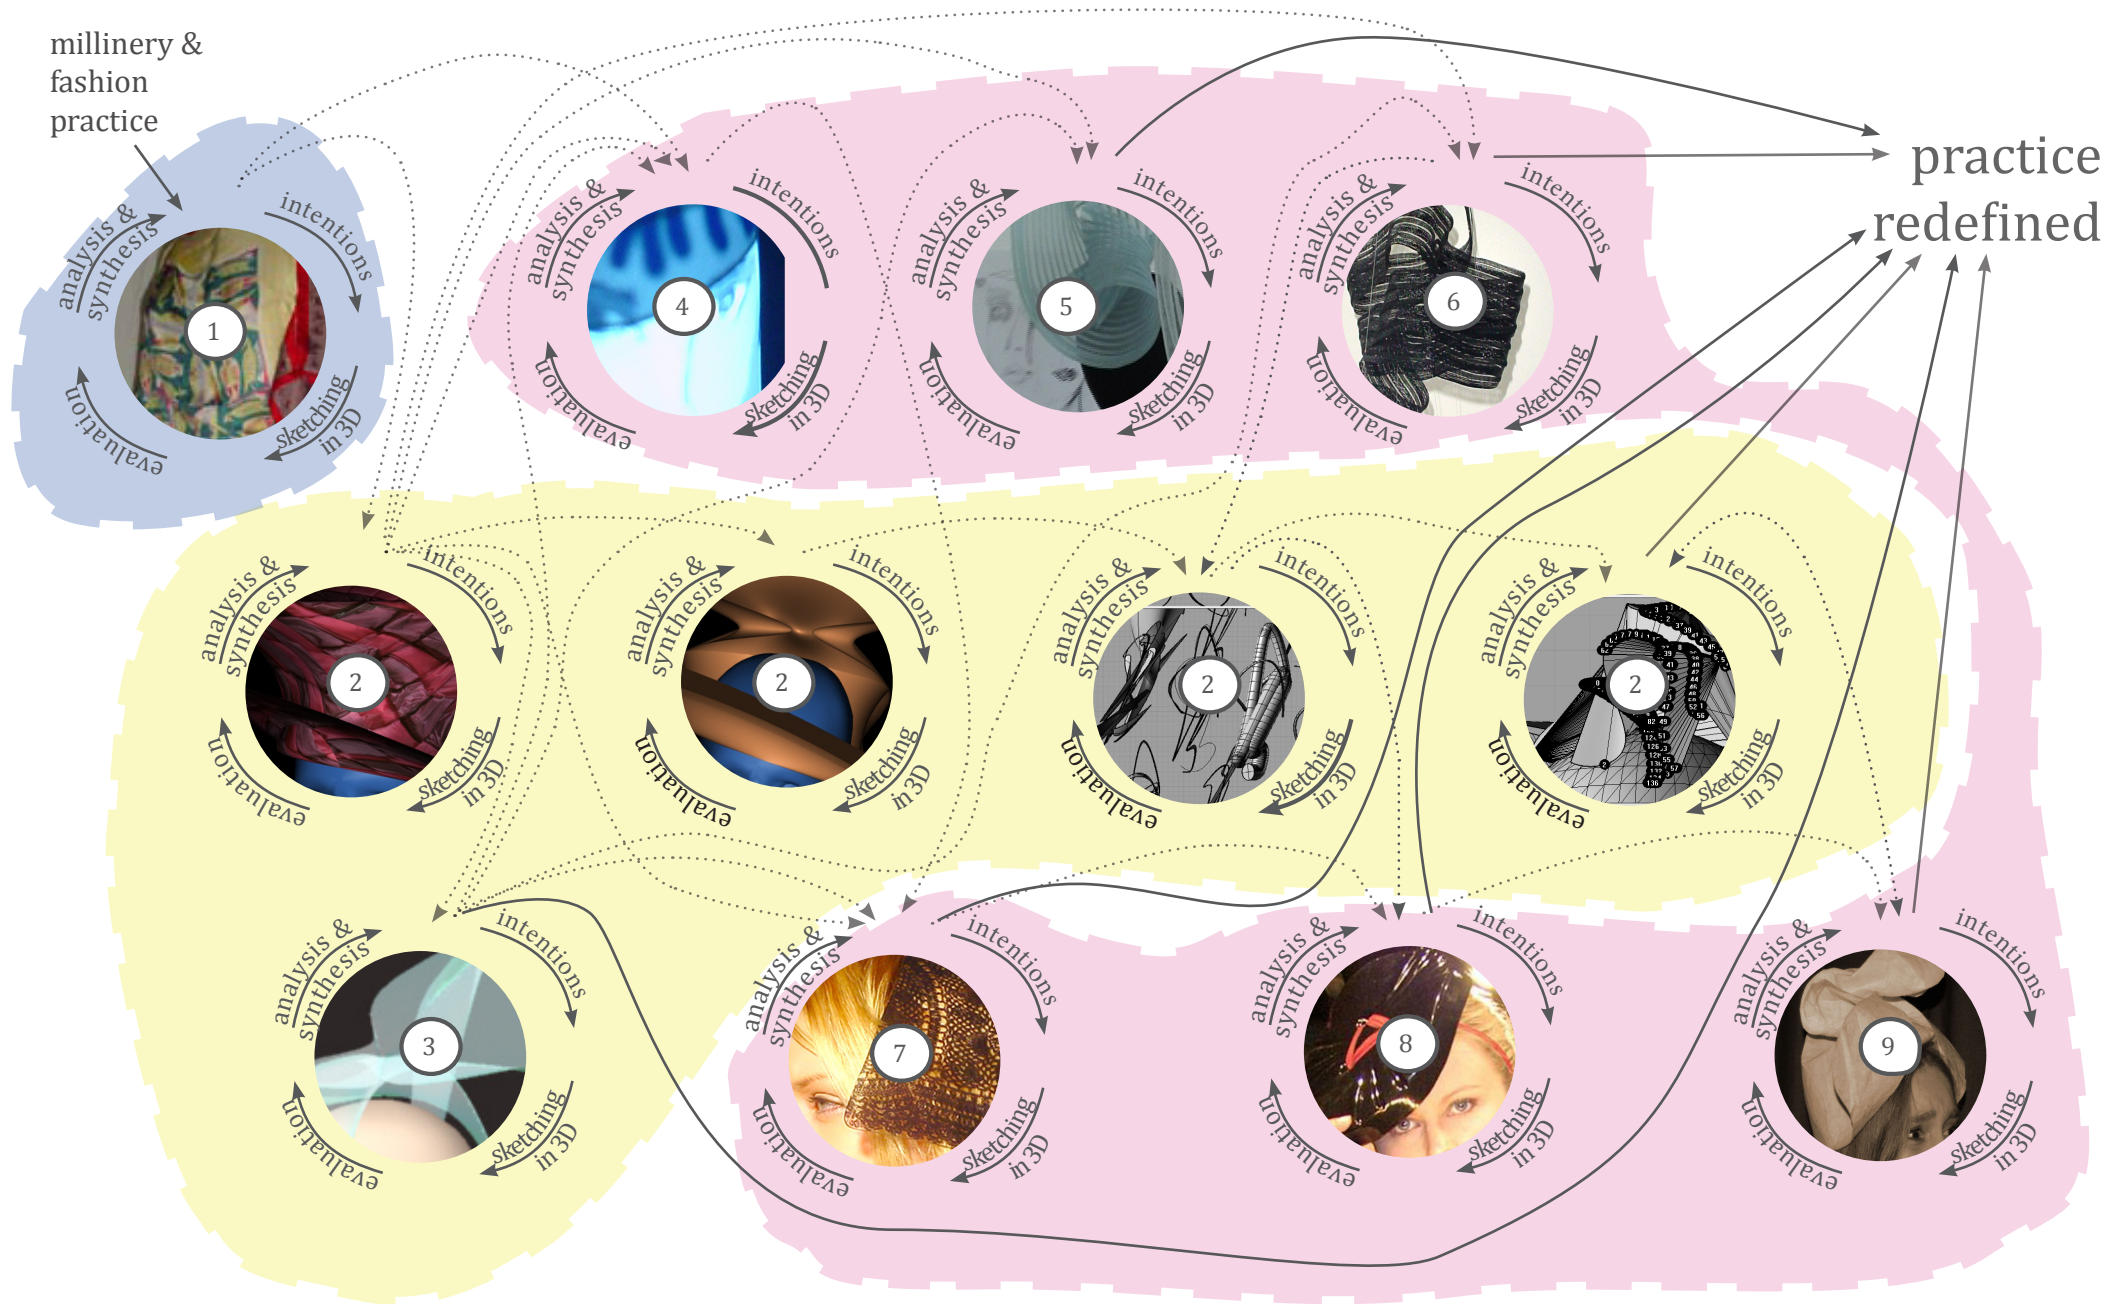 millinery &
fashion
practice
practice
redefined
analysis &
synthesis
intentions
sketching
in 3D
evaluation
1
analysis &
synthesis
intentions
sketching
in 3D
evaluation
4
analysis &
synthesis
intentions
sketching
in 3D
evaluation
5
analysis &
synthesis
intentions
sketching
in 3D
evaluation
6
analysis &
synthesis
intentions
sketching
in 3D
evaluation
2
analysis &
synthesis
intentions
sketching
in 3D
evaluation
2
analysis &
synthesis
intentions
sketching
in 3D
evaluation
2
analysis &
synthesis
intentions
sketching
in 3D
evaluation
2
analysis &
synthesis
intentions
sketching
in 3D
evaluation
3
analysis &
synthesis
intentions
sketching
in 3D
evaluation
7
analysis &
synthesis
intentions
sketching
in 3D
evaluation
8
analysis &
synthesis
intentions
sketching
in 3D
evaluation
9